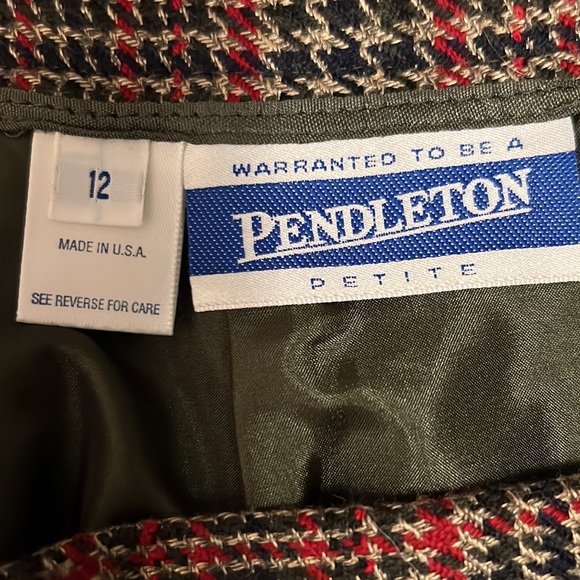 12
MADE IN U.S.A.
SEE REVERSE FOR CARE
WARRANTED TO BE A
PENDLETON
PETITE